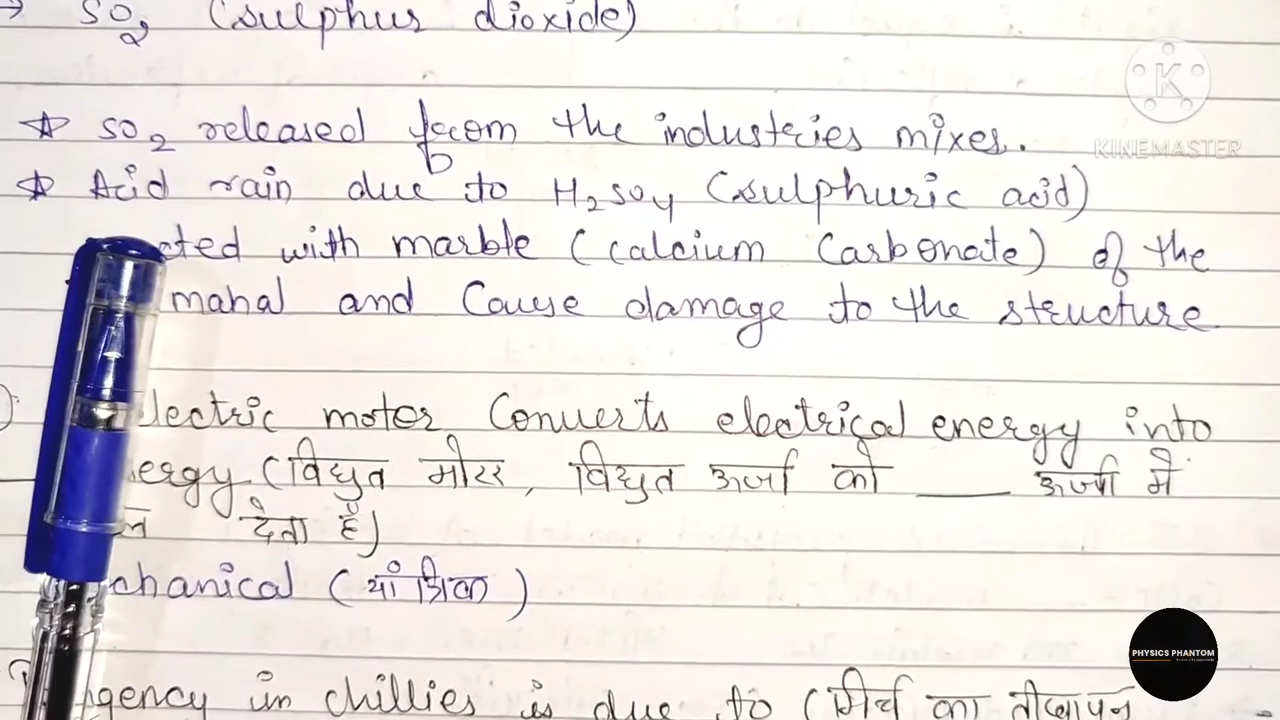 → SO2 (sulphur dioxide)
☆ SO2 released from the industries mixes.
☆ Acid rain due to H2SO4 (sulphuric acid)
cted with marble (calcium Carbonate) of the
mahal and Cause damage to the structure
lectric motor Converts electrical energy into
ergy (विद्युत मोटर, विद्युत ऊर्जा को ____ ऊर्जा में
देता है)
chanical (यांत्रिक)
gency in chillies is due to (मिर्च का तीखापन
KINEMASTER
PHYSICS PHANTOM